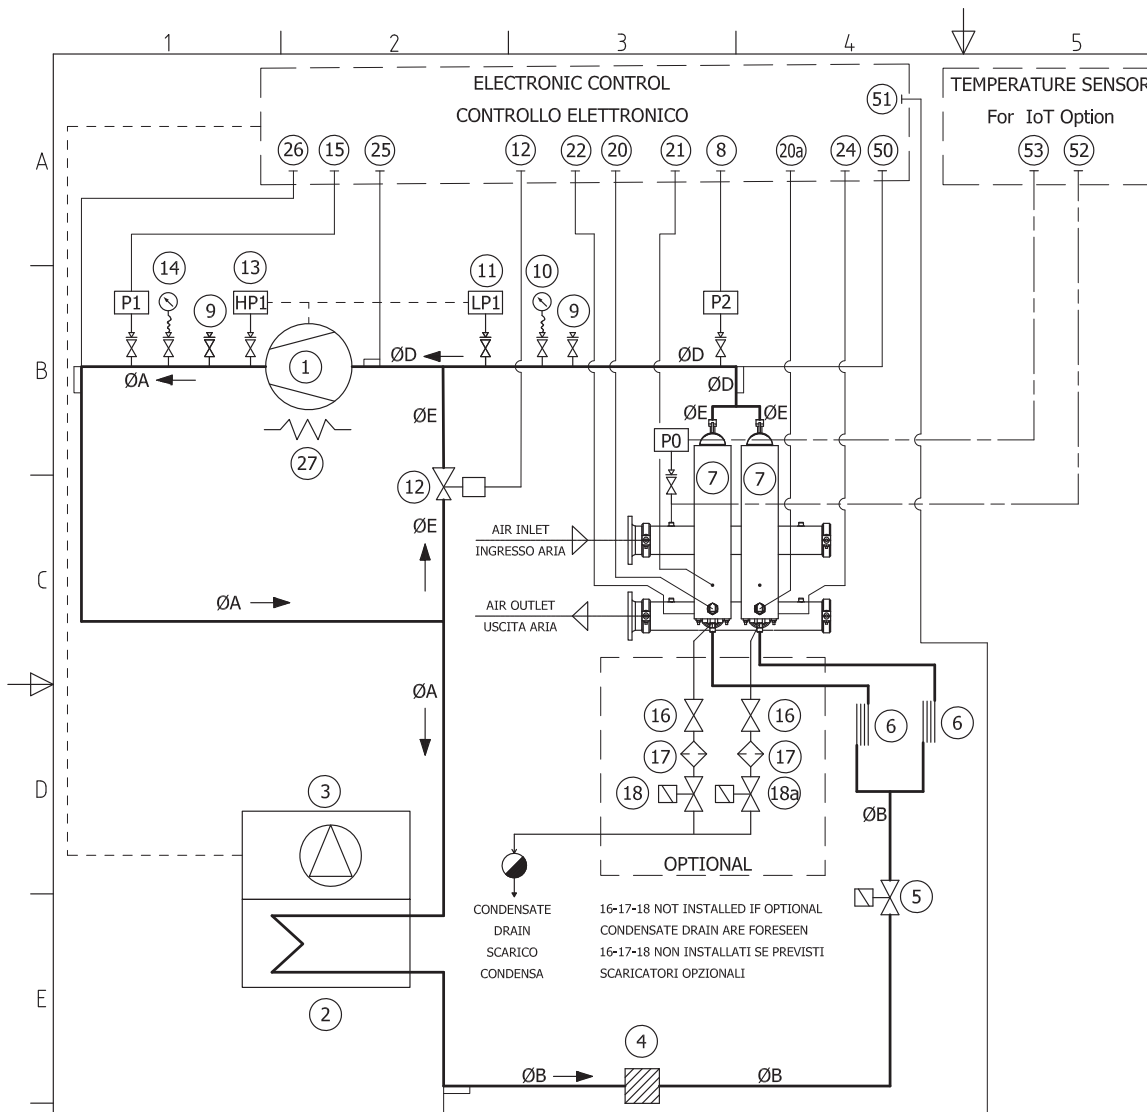 1 2 3 4 5
ELECTRONIC CONTROL
CONTROLLO ELETTRONICO
51
TEMPERATURE SENSOR
For IoT Option
A
26 15 25 12 22 20 21 8 20a 24 50 53 52
14 13 11 10
9 9
P1 HP1 LP1 P2
B
1
ØD ØD
ØA
ØD
ØE ØE ØE
P0
27
7 7
12
ØE
AIR INLET
INGRESSO ARIA
C
ØA
AIR OUTLET
USCITA ARIA
ØA
16 16
6 6
17 17
D
3
18 18a
ØB
OPTIONAL
5
CONDENSATE
DRAIN
SCARICO
CONDENSA
16-17-18 NOT INSTALLED IF OPTIONAL
CONDENSATE DRAIN ARE FORESEEN
16-17-18 NON INSTALLATI SE PREVISTI
SCARICATORI OPZIONALI
E
2
4
ØB ØB